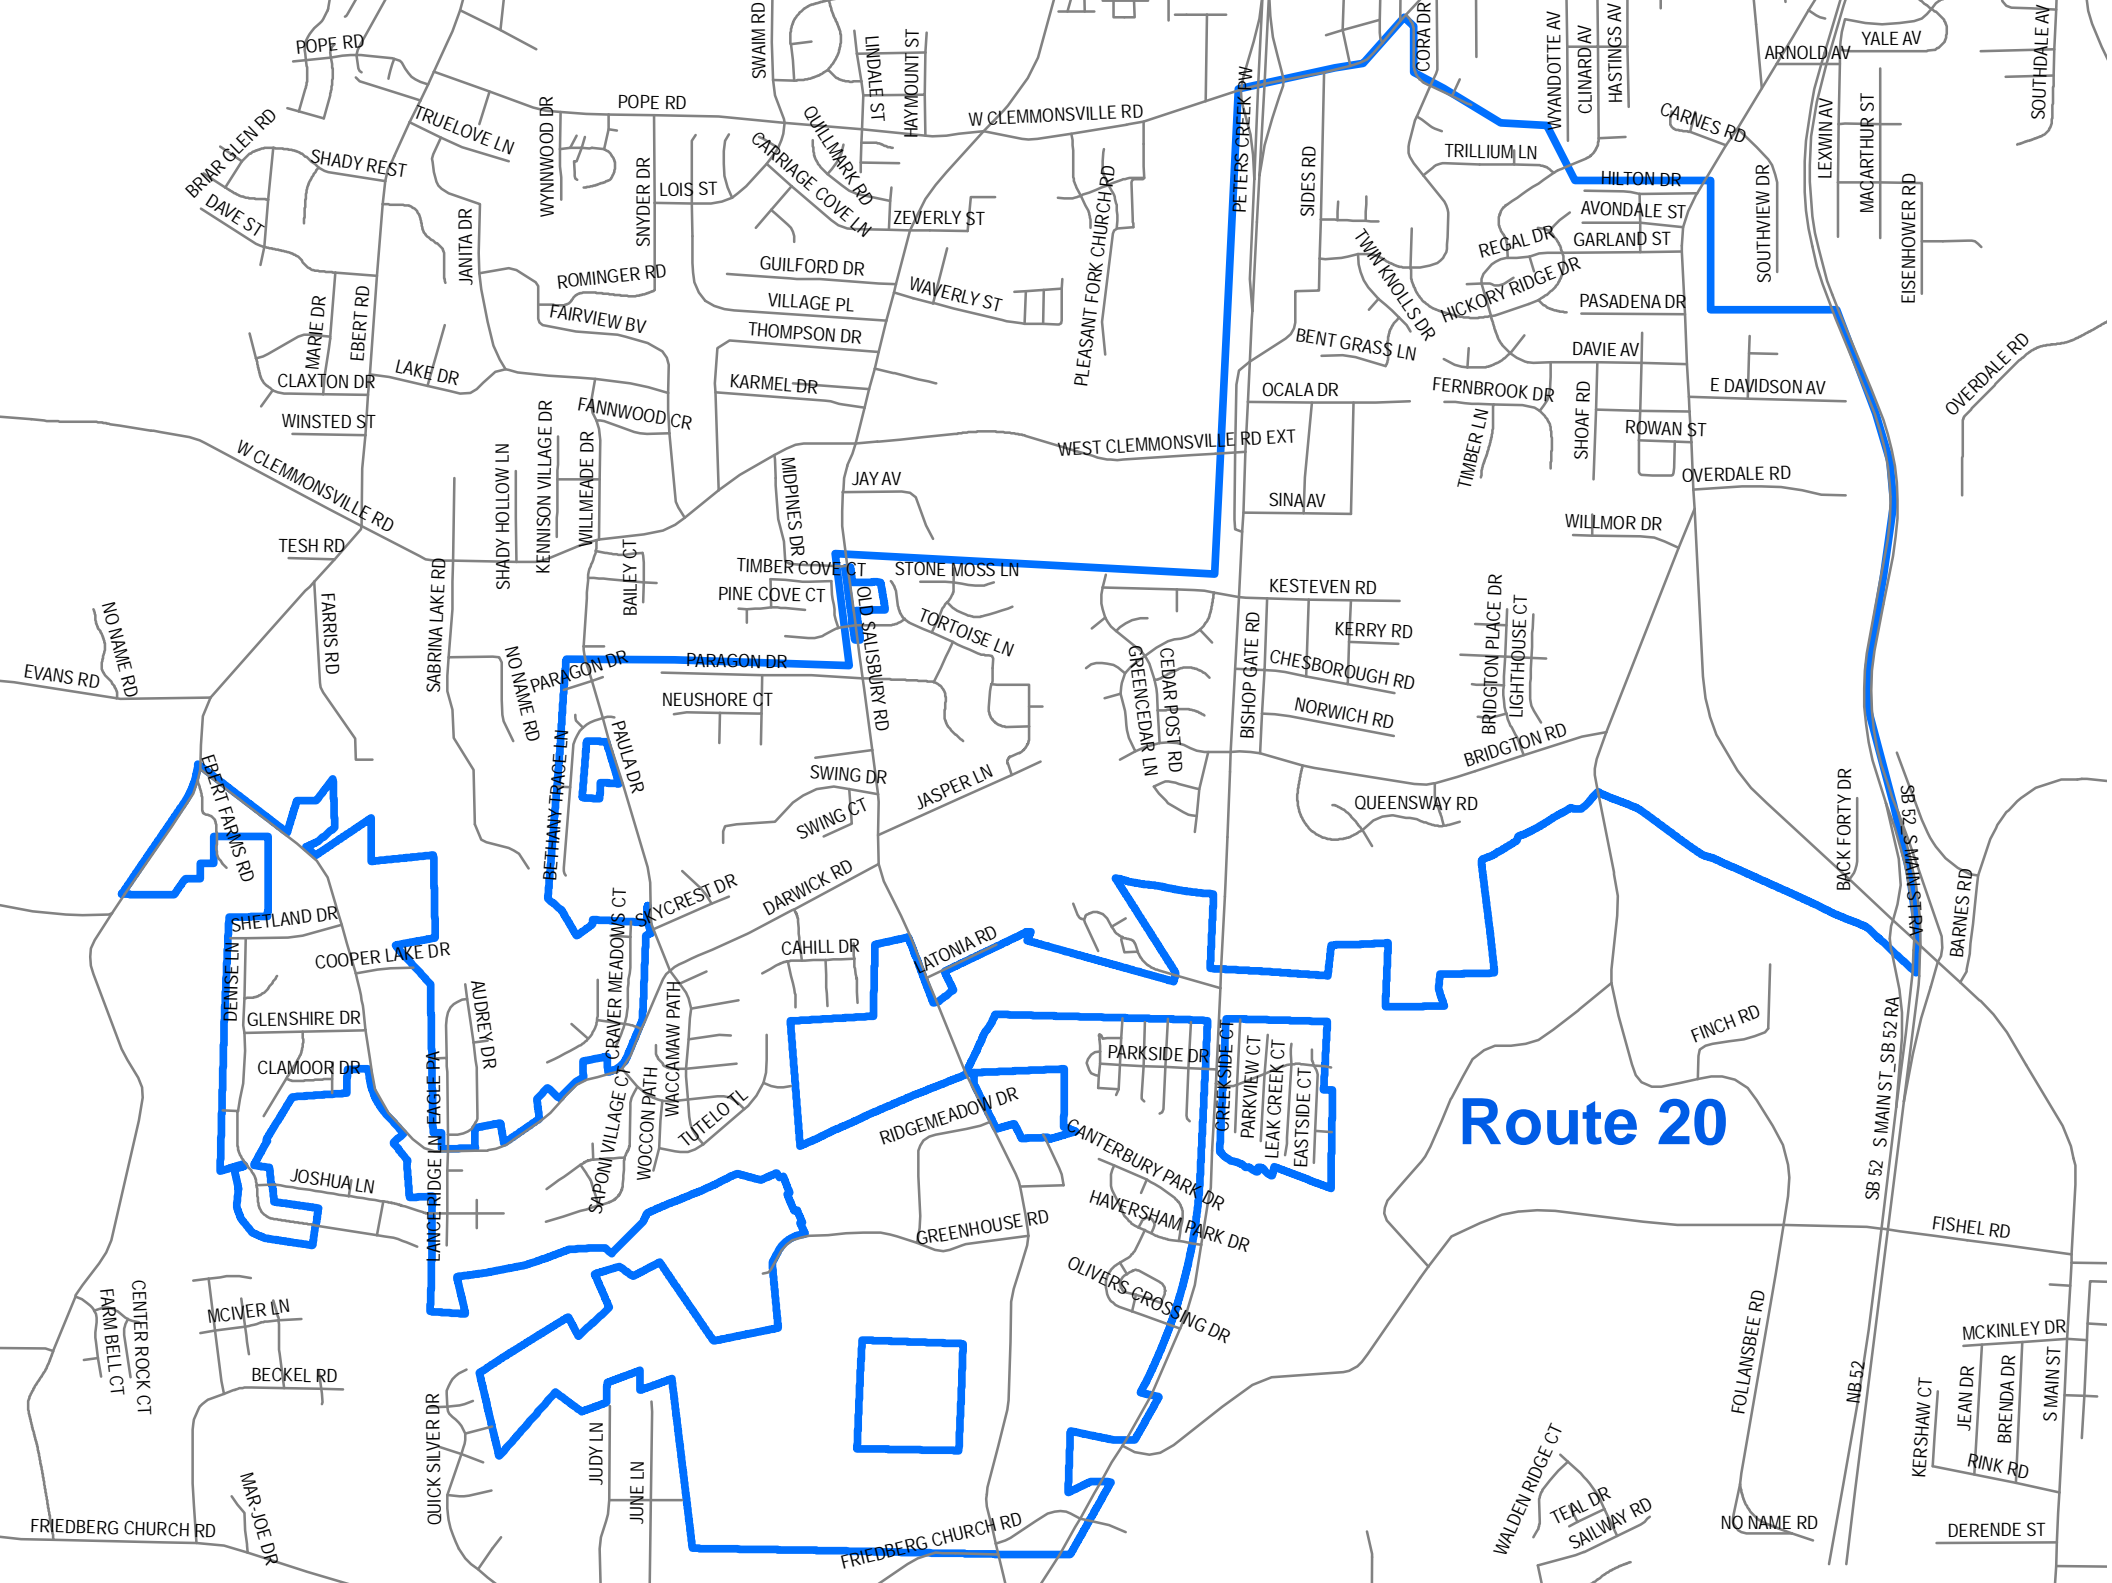 POPE RD
SWAIM RD
LINDALE ST
HAYMOUNT ST
CORA DR
WYANDOTTE AV
CLINARD AV
HASTINGS AV
ARNOLD AV
YALE AV
SOUTHDALE AV
BRIAR GLEN RD
TRUELOVE LN
WYNNWOOD DR
POPE RD
QUILLMARK RD
W CLEMMONSVILLE RD
PETERS CREEK PW
CARNES RD
LEXWIN AV
MACARTHUR ST
SHADY REST
DAVE ST
SNYDER DR
LOIS ST
CARRIAGE COVE LN
ZEVERLY ST
PLEASANT FORK CHURCH RD
SIDES RD
TRILLIUM LN
HILTON DR
AVONDALE ST
SOUTHVIEW DR
EISENHOWER RD
JANITA DR
ROMINGER RD
GUILFORD DR
WAVERLY ST
TWIN KNOLLS DR
REGAL DR
GARLAND ST
HICKORY RIDGE DR
PASADENA DR
MARIE DR
EBERT RD
FAIRVIEW BV
VILLAGE PL
THOMPSON DR
BENT GRASS LN
DAVIE AV
OVERDALE RD
CLAXTON DR
LAKE DR
KARMEL DR
OCALA DR
FERNBROOK DR
SHOAF RD
E DAVIDSON AV
WINSTED ST
FANNWOOD CR
TIMBER LN
ROWAN ST
W CLEMMONSVILLE RD
SHADY HOLLOW LN
KENNISON VILLAGE DR
WILLMEADE DR
MIDPINES DR
WEST CLEMMONSVILLE RD EXT
JAY AV
OVERDALE RD
SINA AV
WILLMOR DR
TESH RD
BAILEY CT
TIMBER COVE CT
STONE MOSS LN
PINE COVE CT
OLD SALISBURY RD
TORTOISE LN
KESTEVEN RD
KERRY RD
BRIDGTON PLACE DR
LIGHTHOUSE CT
NO NAME RD
FARRIS RD
SABRINA LAKE RD
NO NAME RD
PARAGON DR
PARAGON DR
EVANS RD
NEUSHORE CT
GREENCEDAR LN
CEDAR POST RD
BISHOP GATE RD
CHESBOROUGH RD
NORWICH RD
BRIDGTON RD
EBERT FARMS RD
BETHANY TRACE LN
PAULA DR
SWING DR
SWING CT
JASPER LN
QUEENSWAY RD
BACK FORTY DR
SB 52_S MAIN ST RA
BARNES RD
SHETLAND DR
COOPER LAKE DR
DENISE LN
CRAVER MEADOWS CT
SKYCREST DR
DARWICK RD
CAHILL DR
LATONIA RD
GLENSHIRE DR
AUDREY DR
WACCAMAW PATH
FINCH RD
CLAMOOR DR
EAGLE PA
PARKSIDE DR
CREEKSIDE CT
PARKVIEW CT
LEAK CREEK CT
EASTSIDE CT
S MAIN ST_SB 52 RA
SB 52
Route 20
SAPONI VILLAGE CT
WOCCON PATH
TUTELO TL
RIDGEMEADOW DR
CANTERBURY PARK DR
JOSHUA LN
LANCE RIDGE LN
GREENHOUSE RD
HAVERSHAM PARK DR
FISHEL RD
OLIVERS CROSSING DR
FARM BELL CT
CENTER ROCK CT
MCIVER LN
BECKEL RD
FOLLANSBEE RD
NB 52
MCKINLEY DR
JEAN DR
BRENDA DR
S MAIN ST
KERSHAW CT
RINK RD
QUICK SILVER DR
JUDY LN
JUNE LN
MAR-JOE DR
WALDEN RIDGE CT
TEAL DR
SAILWAY RD
FRIEDBERG CHURCH RD
FRIEDBERG CHURCH RD
NO NAME RD
DERENDE ST